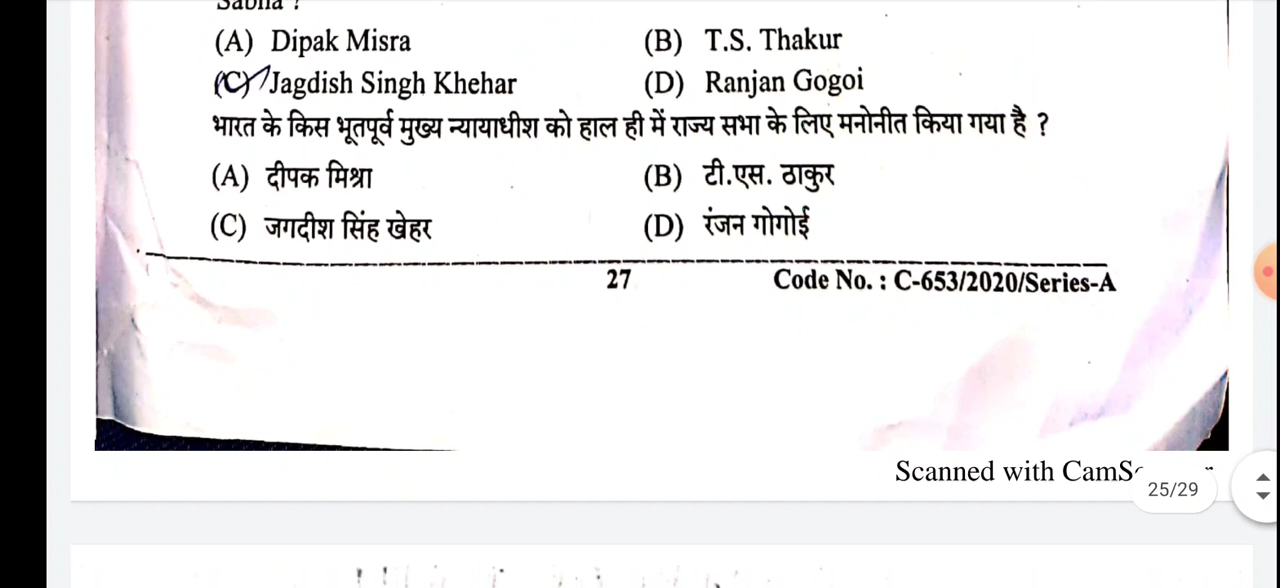 Sabha ?
(A) Dipak Misra (B) T.S. Thakur
(C) Jagdish Singh Khehar (D) Ranjan Gogoi
भारत के किस भूतपूर्व मुख्य न्यायाधीश को हाल ही में राज्य सभा के लिए मनोनीत किया गया है ?
(A) दीपक मिश्रा (B) टी.एस. ठाकुर
(C) जगदीश सिंह खेहर (D) रंजन गोगोई
27 Code No. : C-653/2020/Series-A
Scanned with
25/29